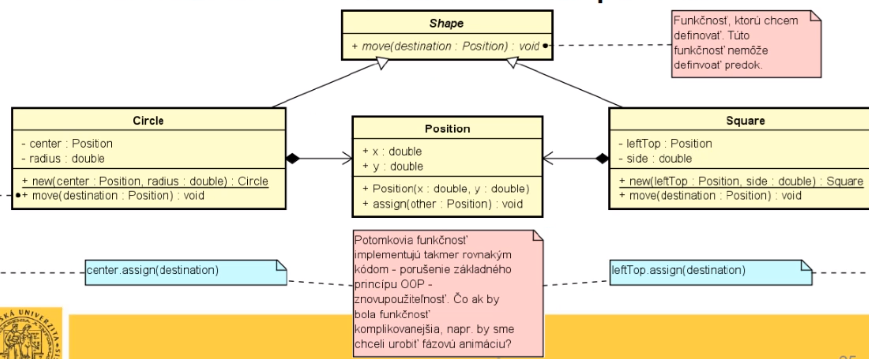 Shape
+ move(destination : Position) : void
Funkčnosť, ktorú chcem
definovať. Túto
funkčnosť nemôže
definvoať predok.
Circle
- center : Position
- radius : double
+ new(center : Position, radius : double) : Circle
+ move(destination : Position) : void
Position
+ x : double
+ y : double
+ Position(x : double, y : double)
+ assign(other : Position) : void
Square
- leftTop : Position
- side : double
+ new(leftTop : Position, side : double) : Square
+ move(destination : Position) : void
center.assign(destination)
Potomkovia funkčnosť
implementujú takmer rovnakým
kódom - porušenie základného
princípu OOP -
znovupoužiteľnosť. Čo ak by
bola funkčnosť
komplikovanejšia, napr. by sme
chceli urobiť fázovú animáciu?
leftTop.assign(destination)